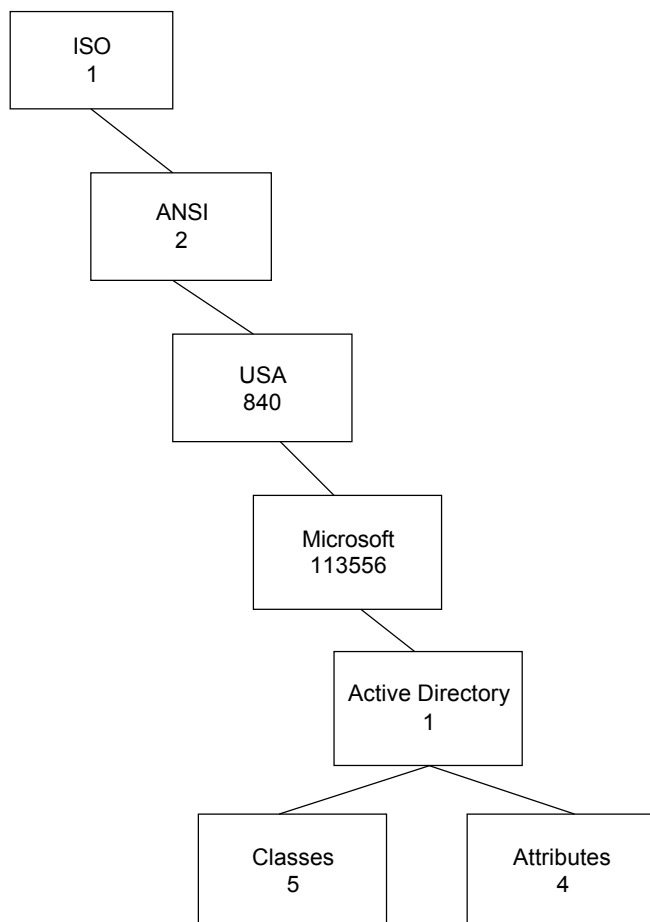 ISO
1
ANSI
2
USA
840
Microsoft
113556
Active Directory
1
Classes
5
Attributes
4